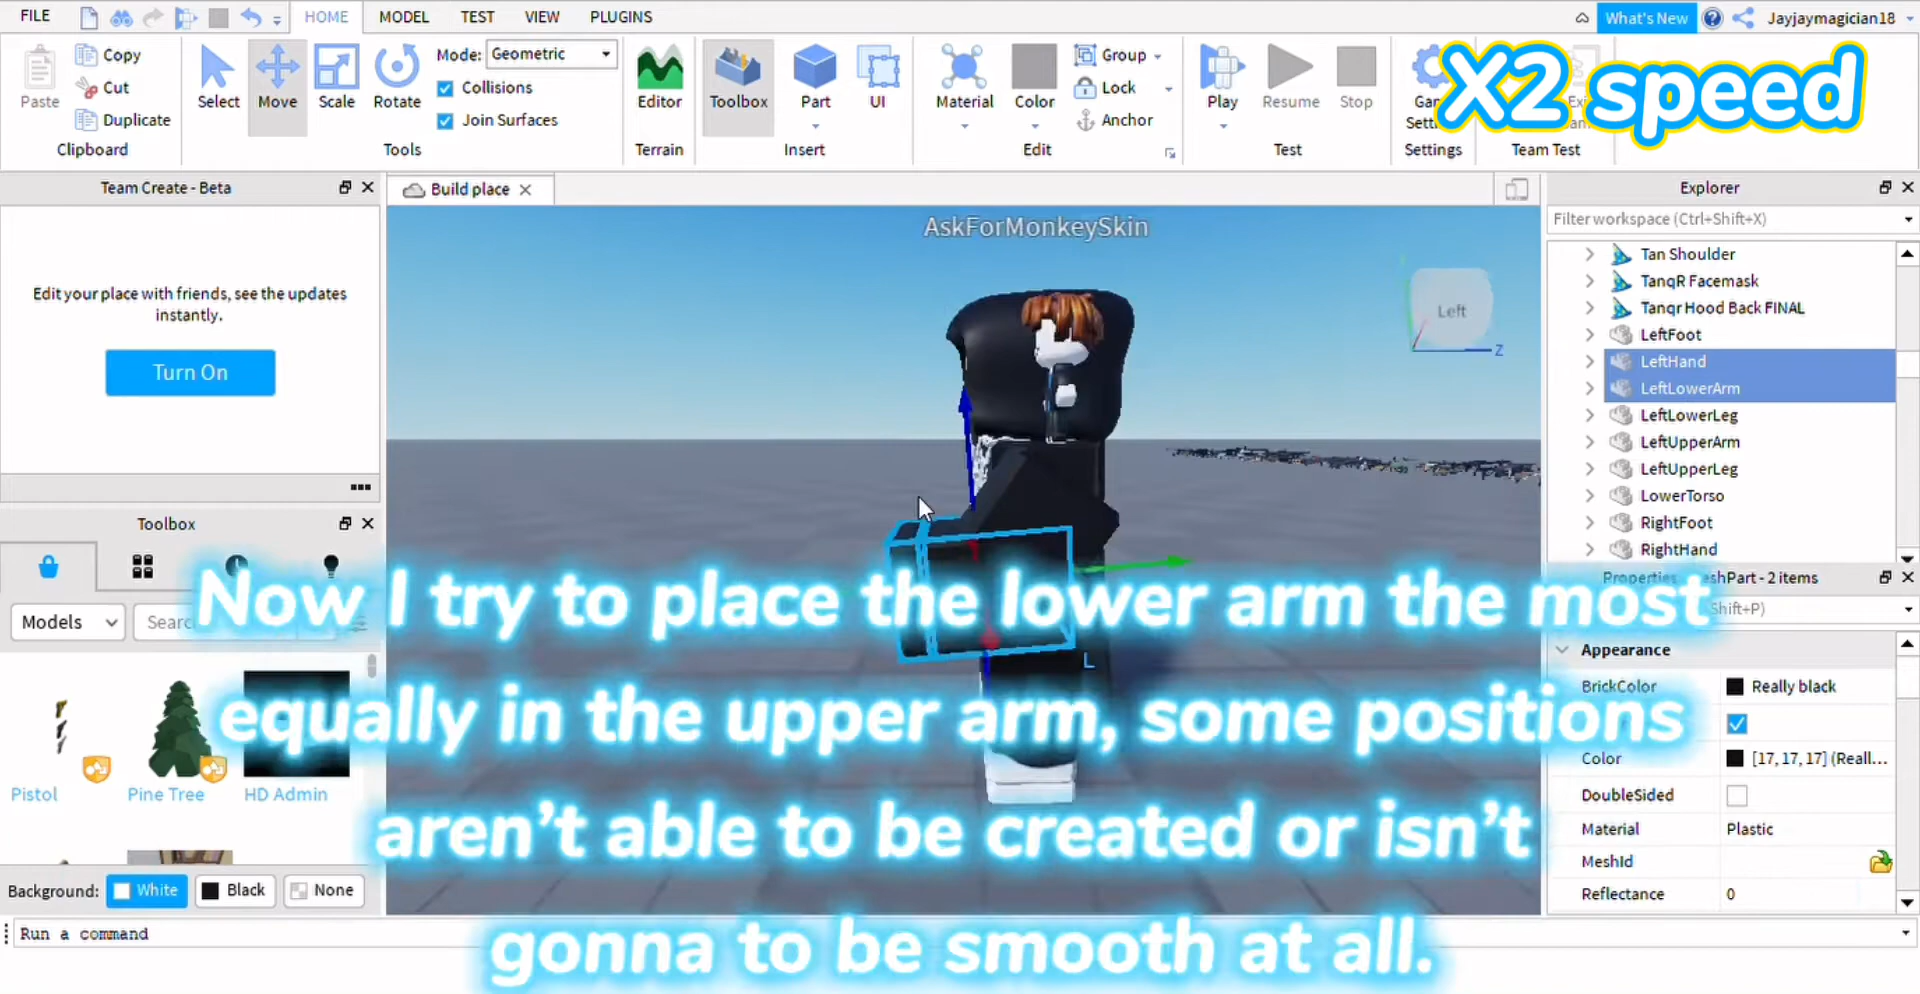 FILE
HOME
MODEL
TEST
VIEW
PLUGINS
What's New
Jayjaymagician18
Paste
Copy
Cut
Duplicate
Clipboard
Select
Move
Scale
Rotate
Mode: Geometric
Collisions
Join Surfaces
Tools
Editor
Terrain
Toolbox
Part
UI
Insert
Material
Color
Group
Lock
Anchor
Edit
Play
Resume
Stop
Test
Settings
Team Test
X2 speed
Team Create - Beta
Edit your place with friends, see the updates
instantly.
Turn On
Build place
AskForMonkeySkin
Left
Z
L
Explorer
Filter workspace (Ctrl+Shift+X)
Tan Shoulder
TanqR Facemask
Tanqr Hood Back FINAL
LeftFoot
LeftHand
LeftLowerArm
LeftLowerLeg
LeftUpperArm
LeftUpperLeg
LowerTorso
RightFoot
RightHand
Toolbox
Models
Pistol
Pine Tree
HD Admin
Background: White Black None
Run a command
Now I try to place the lower arm the most
equally in the upper arm, some positions
aren't able to be created or isn't
gonna to be smooth at all.
Properties
- 2 items
Shift+P)
Appearance
BrickColor Really black
Color [17, 17, 17] (Reall...
DoubleSided
Material Plastic
MeshId
Reflectance 0